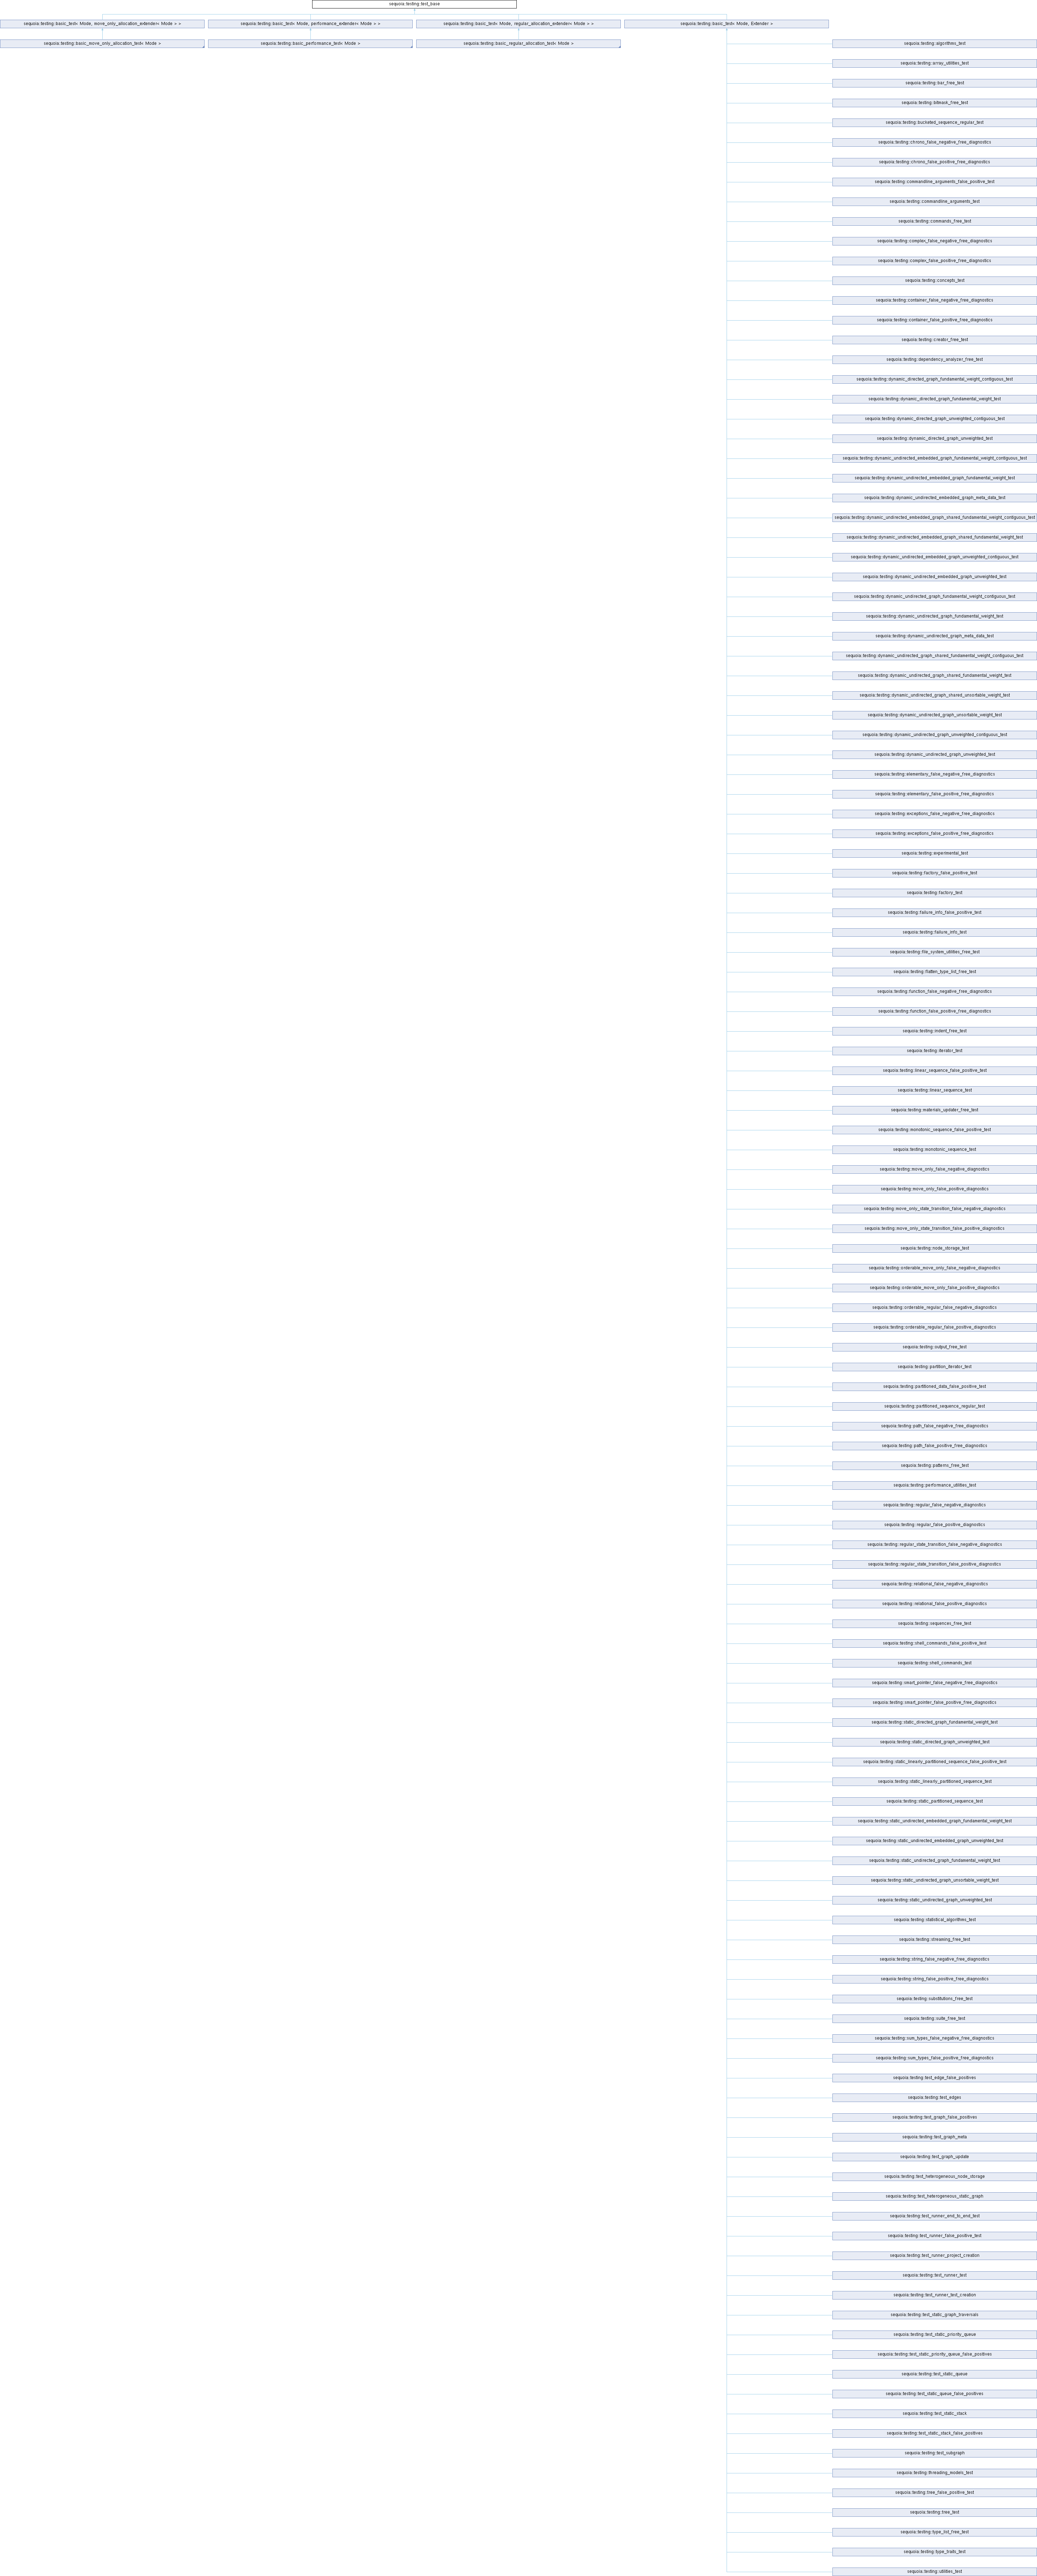 sequoia::testing::test_base
sequoia::testing::basic_test< Mode, move_only_allocation_extender< Mode > >
sequoia::testing::basic_test< Mode, performance_extender< Mode > >
sequoia::testing::basic_test< Mode, regular_allocation_extender< Mode > >
sequoia::testing::basic_test< Mode, Extender >
sequoia::testing::basic_move_only_allocation_test< Mode >
sequoia::testing::basic_performance_test< Mode >
sequoia::testing::basic_regular_allocation_test< Mode >
sequoia::testing::algorithms_test
sequoia::testing::array_utilities_test
sequoia::testing::bar_free_test
sequoia::testing::bitmask_free_test
sequoia::testing::bucketed_sequence_regular_test
sequoia::testing::chrono_false_negative_free_diagnostics
sequoia::testing::chrono_false_positive_free_diagnostics
sequoia::testing::commandline_arguments_false_positive_test
sequoia::testing::commandline_arguments_test
sequoia::testing::commands_free_test
sequoia::testing::complex_false_negative_free_diagnostics
sequoia::testing::complex_false_positive_free_diagnostics
sequoia::testing::concepts_test
sequoia::testing::container_false_negative_free_diagnostics
sequoia::testing::container_false_positive_free_diagnostics
sequoia::testing::creator_free_test
sequoia::testing::dependency_analyzer_free_test
sequoia::testing::dynamic_directed_graph_fundamental_weight_contiguous_test
sequoia::testing::dynamic_directed_graph_fundamental_weight_test
sequoia::testing::dynamic_directed_graph_unweighted_contiguous_test
sequoia::testing::dynamic_directed_graph_unweighted_test
sequoia::testing::dynamic_undirected_embedded_graph_fundamental_weight_contiguous_test
sequoia::testing::dynamic_undirected_embedded_graph_fundamental_weight_test
sequoia::testing::dynamic_undirected_embedded_graph_meta_data_test
sequoia::testing::dynamic_undirected_embedded_graph_shared_fundamental_weight_contiguous_test
sequoia::testing::dynamic_undirected_embedded_graph_shared_fundamental_weight_test
sequoia::testing::dynamic_undirected_embedded_graph_unweighted_contiguous_test
sequoia::testing::dynamic_undirected_embedded_graph_unweighted_test
sequoia::testing::dynamic_undirected_graph_fundamental_weight_contiguous_test
sequoia::testing::dynamic_undirected_graph_fundamental_weight_test
sequoia::testing::dynamic_undirected_graph_meta_data_test
sequoia::testing::dynamic_undirected_graph_shared_fundamental_weight_contiguous_test
sequoia::testing::dynamic_undirected_graph_shared_fundamental_weight_test
sequoia::testing::dynamic_undirected_graph_shared_unsortable_weight_test
sequoia::testing::dynamic_undirected_graph_unsortable_weight_test
sequoia::testing::dynamic_undirected_graph_unweighted_contiguous_test
sequoia::testing::dynamic_undirected_graph_unweighted_test
sequoia::testing::elementary_false_negative_free_diagnostics
sequoia::testing::elementary_false_positive_free_diagnostics
sequoia::testing::exceptions_false_negative_free_diagnostics
sequoia::testing::exceptions_false_positive_free_diagnostics
sequoia::testing::experimental_test
sequoia::testing::factory_false_positive_test
sequoia::testing::factory_test
sequoia::testing::failure_info_false_positive_test
sequoia::testing::failure_info_test
sequoia::testing::file_system_utilities_free_test
sequoia::testing::flatten_type_list_free_test
sequoia::testing::function_false_negative_free_diagnostics
sequoia::testing::function_false_positive_free_diagnostics
sequoia::testing::indent_free_test
sequoia::testing::iterator_test
sequoia::testing::linear_sequence_false_positive_test
sequoia::testing::linear_sequence_test
sequoia::testing::materials_updater_free_test
sequoia::testing::monotonic_sequence_false_positive_test
sequoia::testing::monotonic_sequence_test
sequoia::testing::move_only_false_negative_diagnostics
sequoia::testing::move_only_false_positive_diagnostics
sequoia::testing::move_only_state_transition_false_negative_diagnostics
sequoia::testing::move_only_state_transition_false_positive_diagnostics
sequoia::testing::node_storage_test
sequoia::testing::orderable_move_only_false_negative_diagnostics
sequoia::testing::orderable_move_only_false_positive_diagnostics
sequoia::testing::orderable_regular_false_negative_diagnostics
sequoia::testing::orderable_regular_false_positive_diagnostics
sequoia::testing::output_free_test
sequoia::testing::partition_iterator_test
sequoia::testing::partitioned_data_false_positive_test
sequoia::testing::partitioned_sequence_regular_test
sequoia::testing::path_false_negative_free_diagnostics
sequoia::testing::path_false_positive_free_diagnostics
sequoia::testing::patterns_free_test
sequoia::testing::performance_utilities_test
sequoia::testing::regular_false_negative_diagnostics
sequoia::testing::regular_false_positive_diagnostics
sequoia::testing::regular_state_transition_false_negative_diagnostics
sequoia::testing::regular_state_transition_false_positive_diagnostics
sequoia::testing::relational_false_negative_diagnostics
sequoia::testing::relational_false_positive_diagnostics
sequoia::testing::sequences_free_test
sequoia::testing::shell_commands_false_positive_test
sequoia::testing::shell_commands_test
sequoia::testing::smart_pointer_false_negative_free_diagnostics
sequoia::testing::smart_pointer_false_positive_free_diagnostics
sequoia::testing::static_directed_graph_fundamental_weight_test
sequoia::testing::static_directed_graph_unweighted_test
sequoia::testing::static_linearly_partitioned_sequence_false_positive_test
sequoia::testing::static_linearly_partitioned_sequence_test
sequoia::testing::static_partitioned_sequence_test
sequoia::testing::static_undirected_embedded_graph_fundamental_weight_test
sequoia::testing::static_undirected_embedded_graph_unweighted_test
sequoia::testing::static_undirected_graph_fundamental_weight_test
sequoia::testing::static_undirected_graph_unsortable_weight_test
sequoia::testing::static_undirected_graph_unweighted_test
sequoia::testing::statistical_algorithms_test
sequoia::testing::streaming_free_test
sequoia::testing::string_false_negative_free_diagnostics
sequoia::testing::string_false_positive_free_diagnostics
sequoia::testing::substitutions_free_test
sequoia::testing::suite_free_test
sequoia::testing::sum_types_false_negative_free_diagnostics
sequoia::testing::sum_types_false_positive_free_diagnostics
sequoia::testing::test_edge_false_positives
sequoia::testing::test_edges
sequoia::testing::test_graph_false_positives
sequoia::testing::test_graph_meta
sequoia::testing::test_graph_update
sequoia::testing::test_heterogeneous_node_storage
sequoia::testing::test_heterogeneous_static_graph
sequoia::testing::test_runner_end_to_end_test
sequoia::testing::test_runner_false_positive_test
sequoia::testing::test_runner_project_creation
sequoia::testing::test_runner_test
sequoia::testing::test_runner_test_creation
sequoia::testing::test_static_graph_traversals
sequoia::testing::test_static_priority_queue
sequoia::testing::test_static_priority_queue_false_positives
sequoia::testing::test_static_queue
sequoia::testing::test_static_queue_false_positives
sequoia::testing::test_static_stack
sequoia::testing::test_static_stack_false_positives
sequoia::testing::test_subgraph
sequoia::testing::threading_models_test
sequoia::testing::tree_false_positive_test
sequoia::testing::tree_test
sequoia::testing::type_list_free_test
sequoia::testing::type_traits_test
sequoia::testing::utilities_test